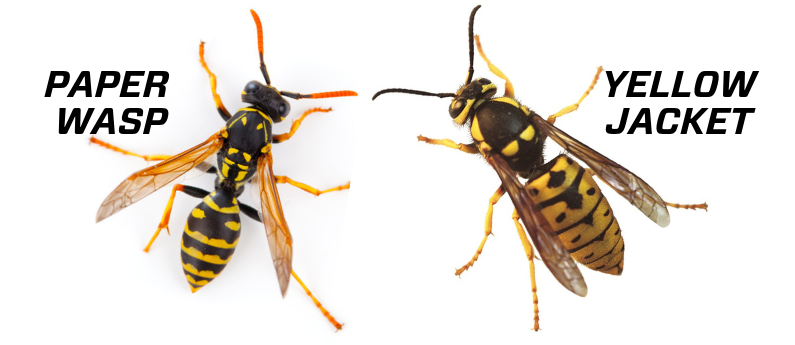 PAPER
WASP
YELLOW
JACKET